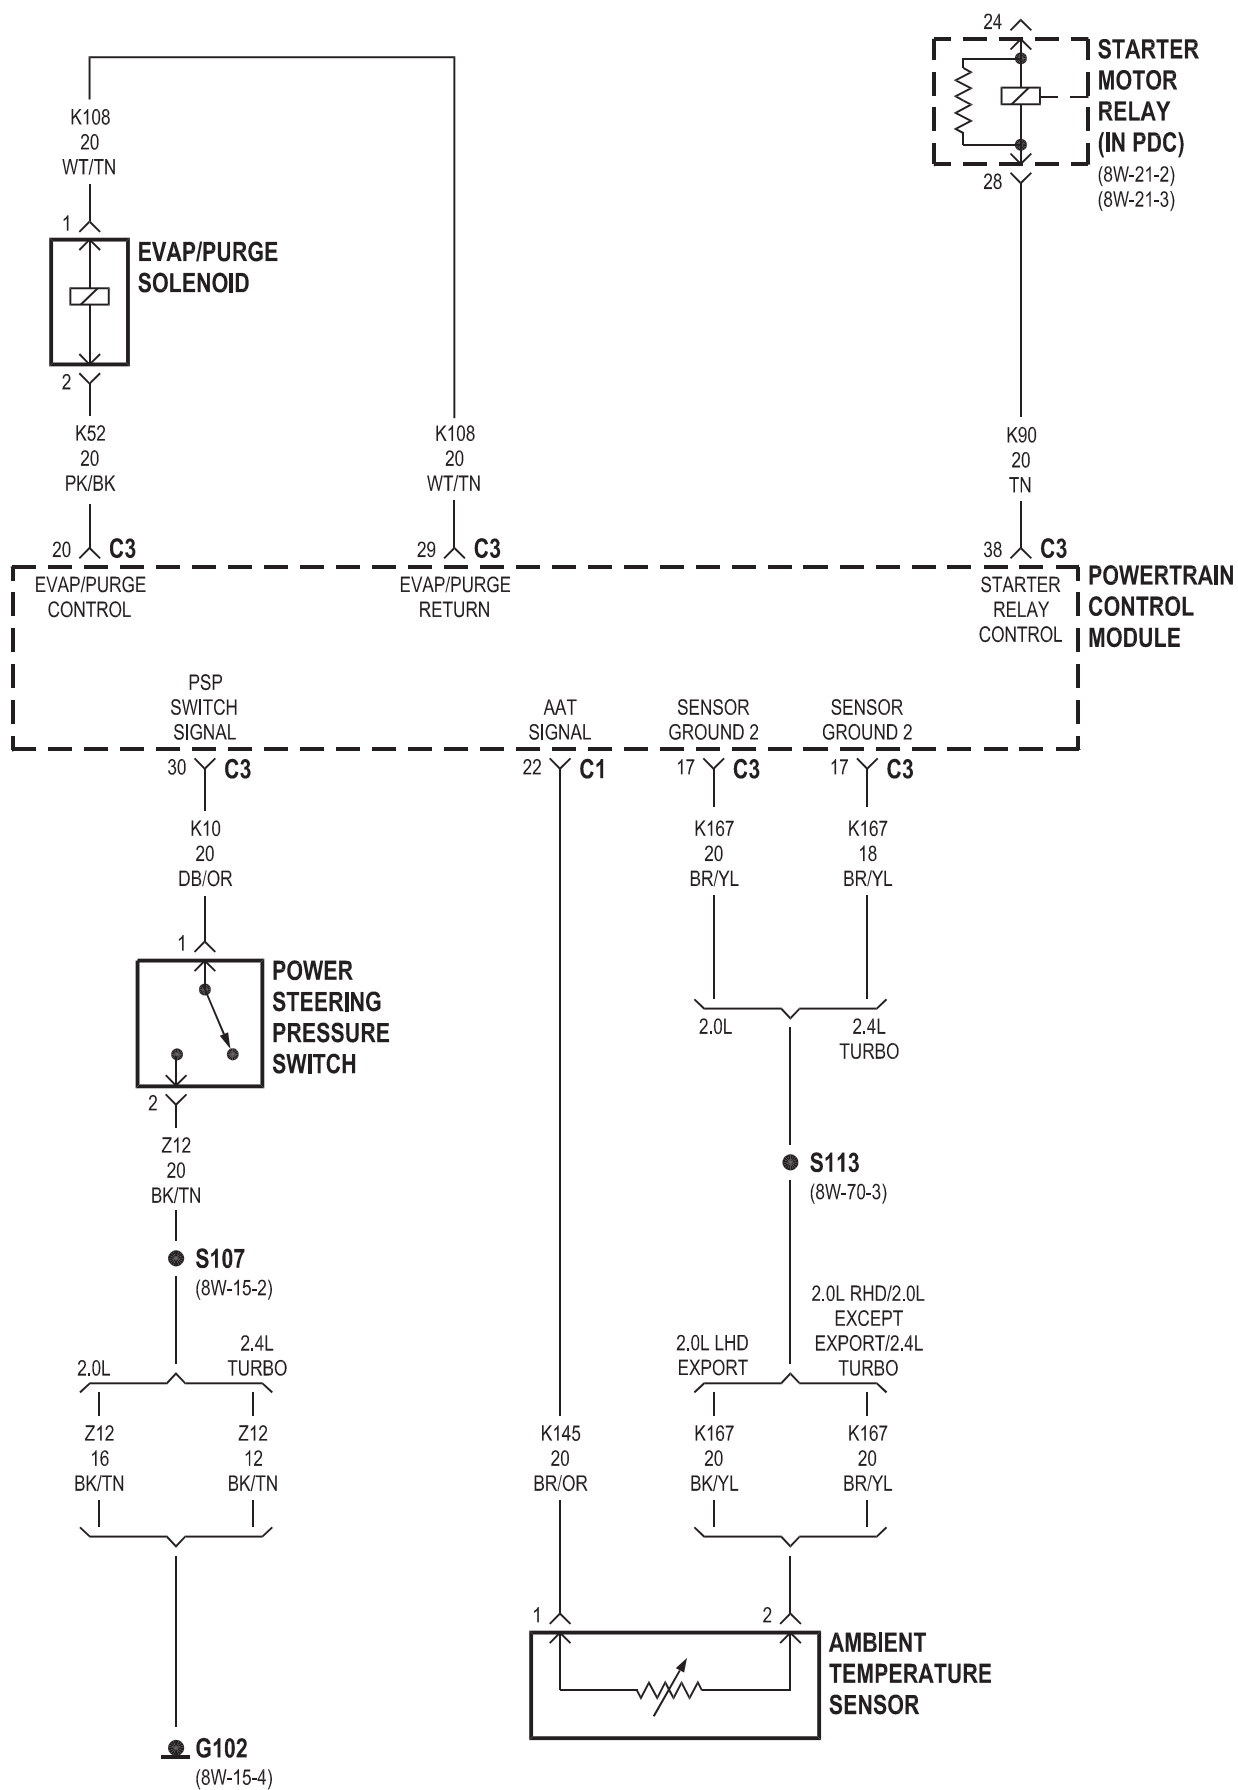 24
STARTER
MOTOR
RELAY
(IN PDC)
(8W-21-2)
(8W-21-3)
28
K108
20
WT/TN
1
EVAP/PURGE
SOLENOID
2
K52
20
PK/BK
K108
20
WT/TN
K90
20
TN
20 C3
29 C3
38 C3
EVAP/PURGE
CONTROL
EVAP/PURGE
RETURN
STARTER
RELAY
CONTROL
POWERTRAIN
CONTROL
MODULE
PSP
SWITCH
SIGNAL
AAT
SIGNAL
SENSOR
GROUND 2
SENSOR
GROUND 2
30 C3
22 C1
17 C3
17 C3
K10
20
DB/OR
K167
20
BR/YL
K167
18
BR/YL
1
POWER
STEERING
PRESSURE
SWITCH
2
2.0L
2.4L
TURBO
Z12
20
BK/TN
S113
(8W-70-3)
S107
(8W-15-2)
2.0L
2.4L
TURBO
2.0L LHD
EXPORT
2.0L RHD/2.0L
EXCEPT
EXPORT/2.4L
TURBO
Z12
16
BK/TN
Z12
12
BK/TN
K145
20
BR/OR
K167
20
BK/YL
K167
20
BR/YL
1
2
AMBIENT
TEMPERATURE
SENSOR
G102
(8W-15-4)